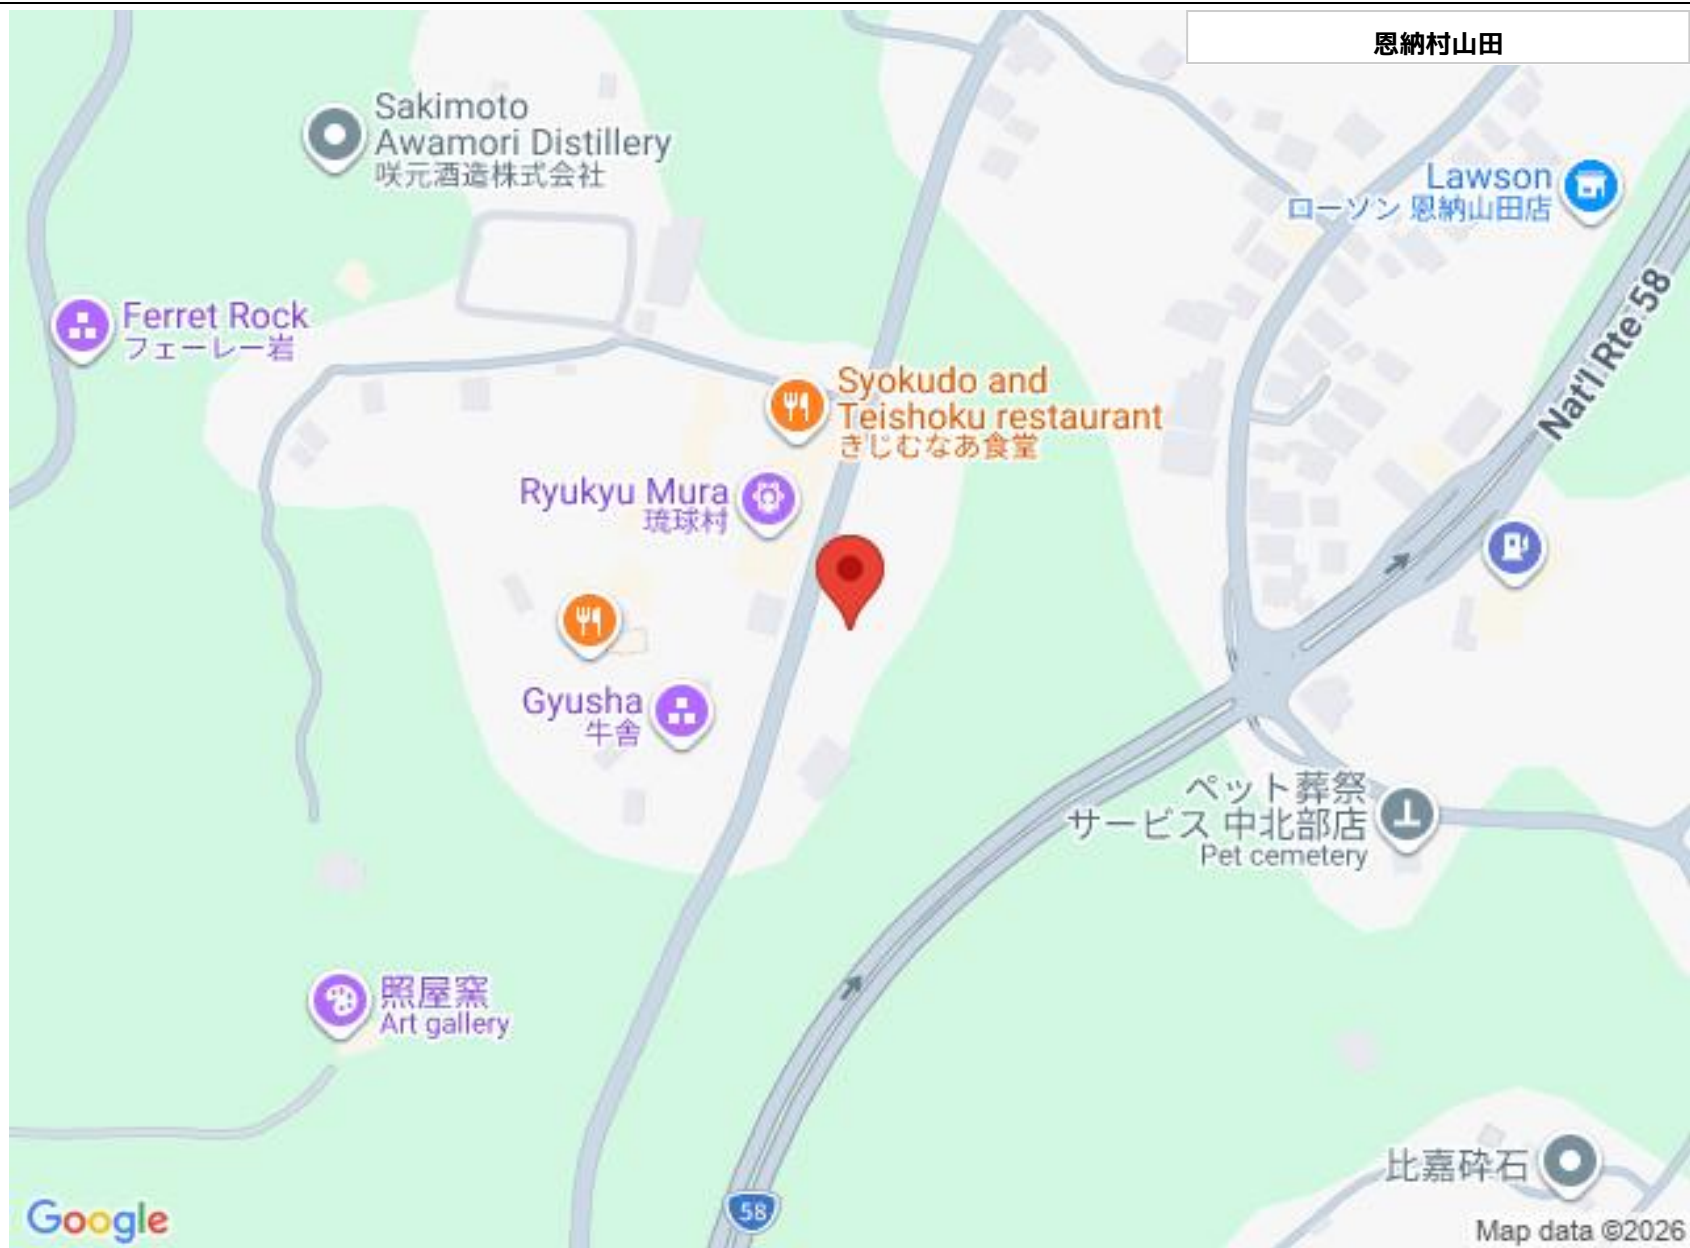 恩納村山田
Sakimoto
Awamori Distillery
咲元酒造株式会社
Lawson
ローソン 恩納山田店
Nat'l Rte 58
Ferret Rock
フェーレー岩
Syokudo and
Teishoku restaurant
きじむなあ食堂
Ryukyu Mura
琉球村
Gyusha
牛舎
ペット葬祭
サービス 中北部店
Pet cemetery
照屋窯
Art gallery
比嘉砕石
58
Google
Map data ©2026